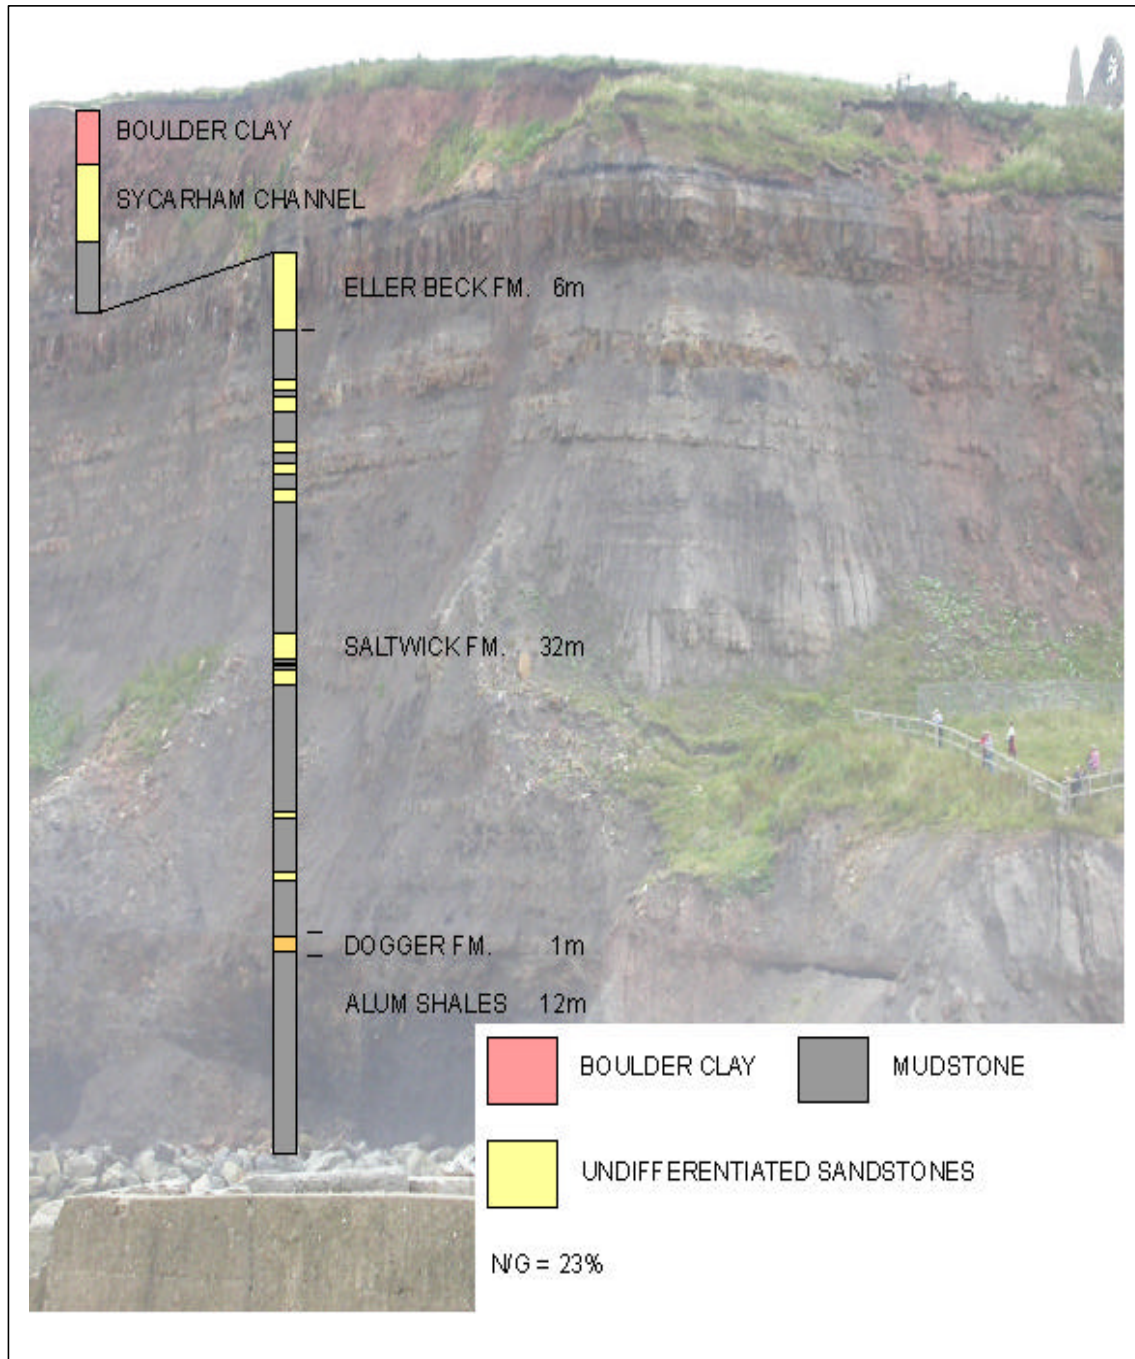 BOULDER CLAY
SYCARHAM CHANNEL
ELLER BECK FM. 6m
SALTWICK FM. 32m
DOGGER FM. 1m
ALUM SHALES 12m
BOULDER CLAY
MUDSTONE
UNDIFFERENTIATED SANDSTONES
N/G = 23%